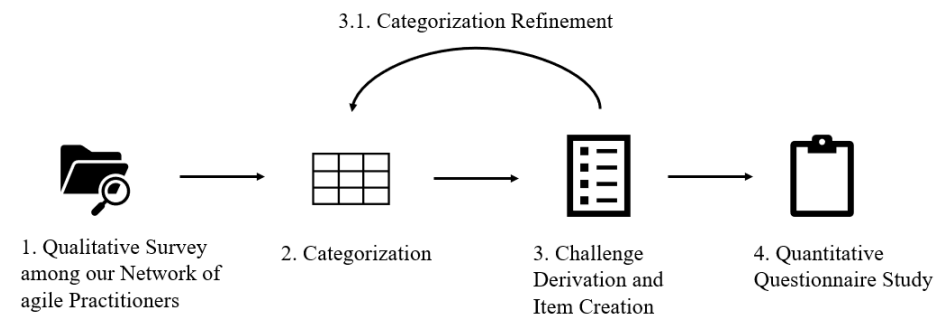 3.1. Categorization Refinement
1. Qualitative Survey
among our Network of
agile Practitioners
2. Categorization
3. Challenge
Derivation and
Item Creation
4. Quantitative
Questionnaire Study